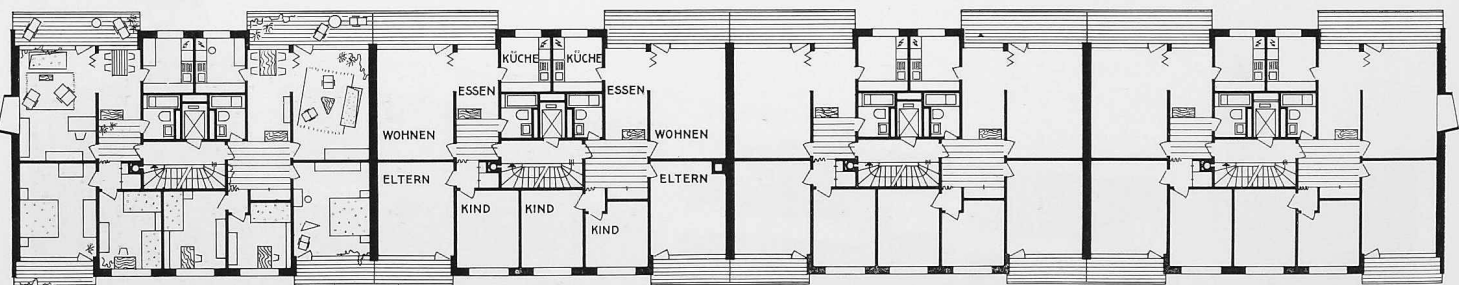 KÜCHE KÜCHE
ESSEN ESSEN
WOHNEN WOHNEN
ELTERN ELTERN
KIND KIND
KIND